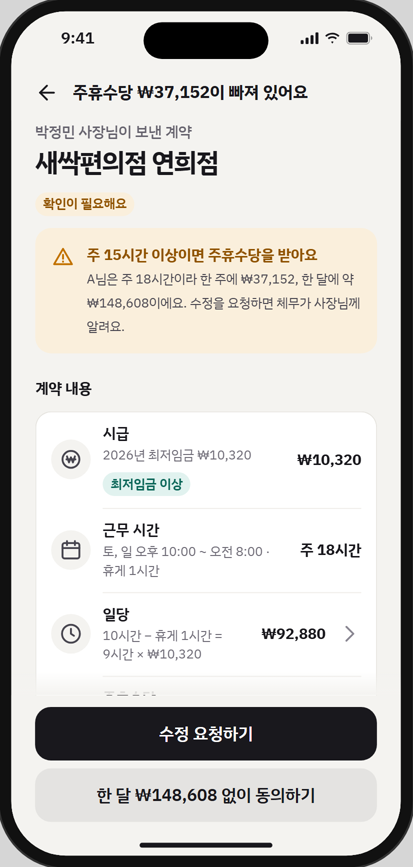 9:41
주휴수당 ₩37,152이 빠져 있어요
박정민 사장님이 보낸 계약
새싹편의점 연희점
확인이 필요해요
주 15시간 이상이면 주휴수당을 받아요
A님은 주 18시간이라 한 주에 ₩37,152, 한 달에 약
₩148,608이에요. 수정을 요청하면 체무가 사장님께
알려요.
계약 내용
시급
2026년 최저임금 ₩10,320
₩10,320
최저임금 이상
근무 시간
토, 일 오후 10:00 ~ 오전 8:00 ·
휴게 1시간
주 18시간
일당
10시간 − 휴게 1시간 =
9시간 × ₩10,320
₩92,880
수정 요청하기
한 달 ₩148,608 없이 동의하기